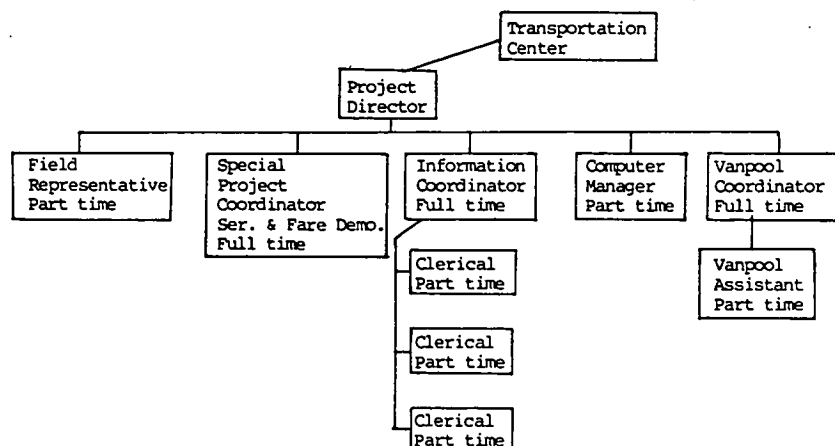 Transportation
Center
Project
Director
Field
Representative
Part time
Special
Project
Coordinator
Ser. & Fare Demo.
Full time
Information
Coordinator
Full time
Computer
Manager
Part time
Vanpool
Coordinator
Full time
Clerical
Part time
Clerical
Part time
Clerical
Part time
Vanpool
Assistant
Part time